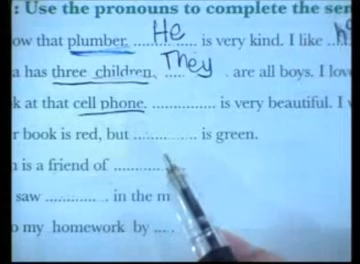 : Use the pronouns to complete the sen
ow that plumber. He is very kind. I like
a has three children. They are all boys. I lov
k at that cell phone. ............... is very beautiful. I
r book is red, but ............... is green.
is a friend of ...........
saw ............ in the m
my homework by .....